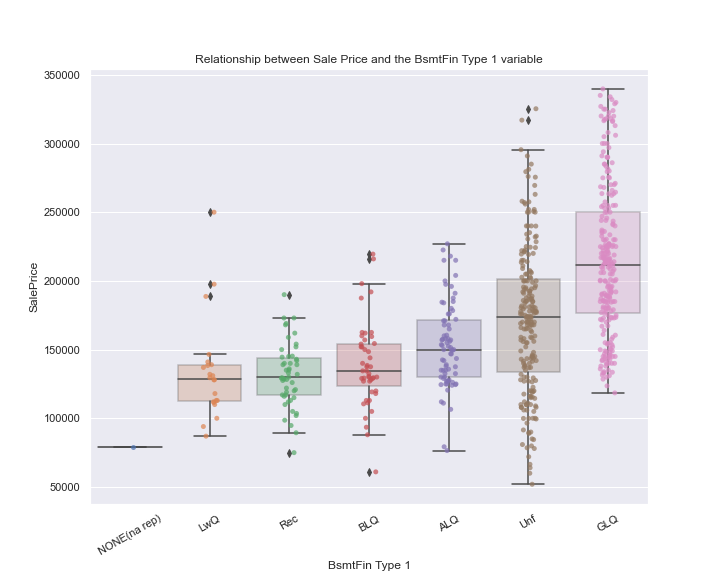 Relationship between Sale Price and the BsmtFin Type 1 variable
350000
300000
250000
200000
150000
100000
50000
SalePrice
NONE(na rep)
LwQ
Rec
BLQ
ALQ
Unf
GLQ
BsmtFin Type 1